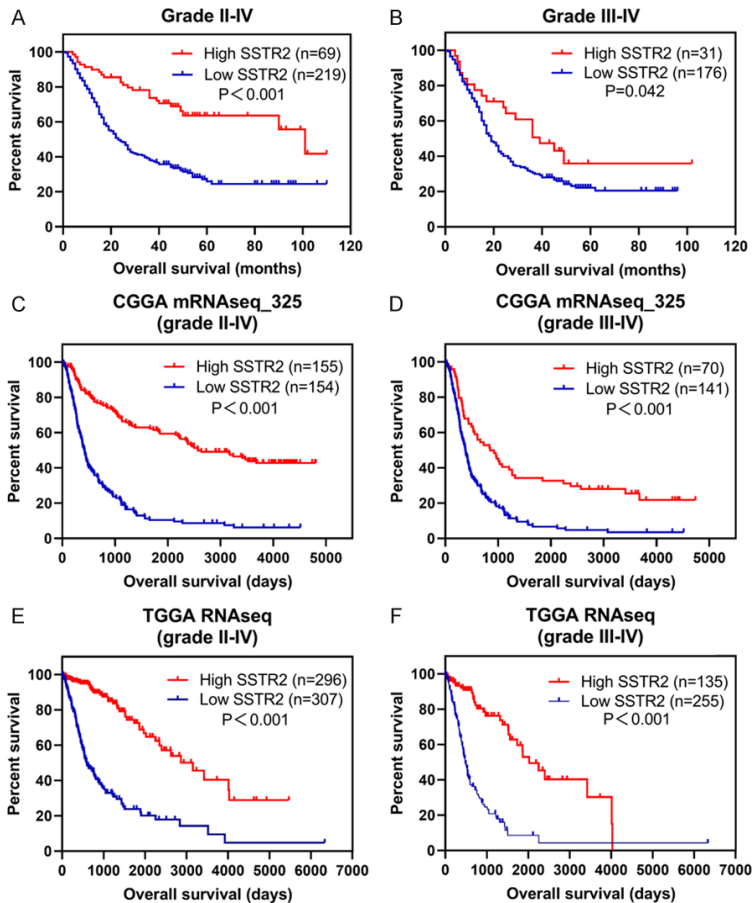 A
Grade II-IV
High SSTR2 (n=69)
Low SSTR2 (n=219)
P＜0.001
Percent survival
100
80
60
40
20
0
0 20 40 60 80 100 120
Overall survival (months)
B
Grade III-IV
High SSTR2 (n=31)
Low SSTR2 (n=176)
P=0.042
Percent survival
100
80
60
40
20
0
0 20 40 60 80 100 120
Overall survival (months)
C
CGGA mRNAseq_325
(grade II-IV)
High SSTR2 (n=155)
Low SSTR2 (n=154)
P＜0.001
Percent survival
100
80
60
40
20
0
0 1000 2000 3000 4000 5000
Overall survival (days)
D
CGGA mRNAseq_325
(grade III-IV)
High SSTR2 (n=70)
Low SSTR2 (n=141)
P＜0.001
Percent survival
100
80
60
40
20
0
0 1000 2000 3000 4000 5000
Overall survival (days)
E
TGGA RNAseq
(grade II-IV)
High SSTR2 (n=296)
Low SSTR2 (n=307)
P＜0.001
Percent survival
100
80
60
40
20
0
0 1000 2000 3000 4000 5000 6000 7000
Overall survival (days)
F
TGGA RNAseq
(grade III-IV)
High SSTR2 (n=135)
Low SSTR2 (n=255)
P＜0.001
Percent survival
100
80
60
40
20
0
0 1000 2000 3000 4000 5000 6000 7000
Overall survival (days)